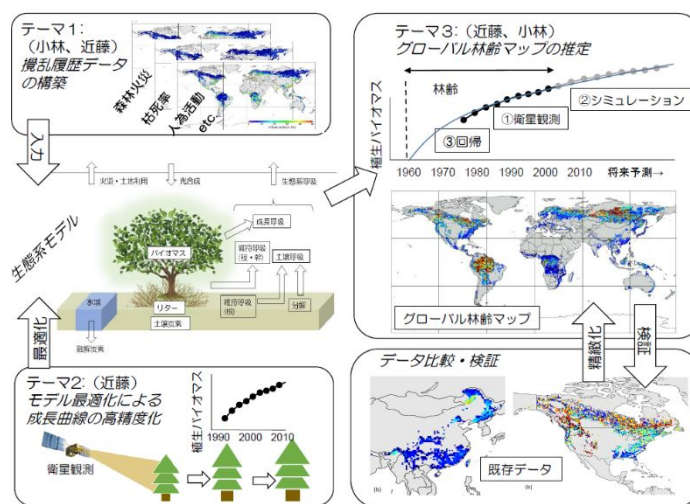 テーマ1：
（小林、近藤）
攪乱履歴データ
の構築
森林火災
枯死率
人為活動
etc.
入力
火災・土地利用
光合成
生態系呼吸
生態系モデル
バイオマス
成長呼吸
維持呼吸
(枝+幹)
土壌呼吸
リター
維持呼吸
(根)
分解
土壌炭素
最適化
テーマ2：（近藤）
モデル最適化による
成長曲線の高精度化
植生バイオマス
1990 2000 2010
衛星観測
テーマ３：（近藤、小林）
グローバル林齢マップの推定
植生バイオマス
林齢
①衛星観測
②シミュレーション
③回帰
1960 1970 1980 1990 2000 2010 将来予測→
グローバル林齢マップ
精緻化
検証
データ比較・検証
既存データ
(b)
(b)